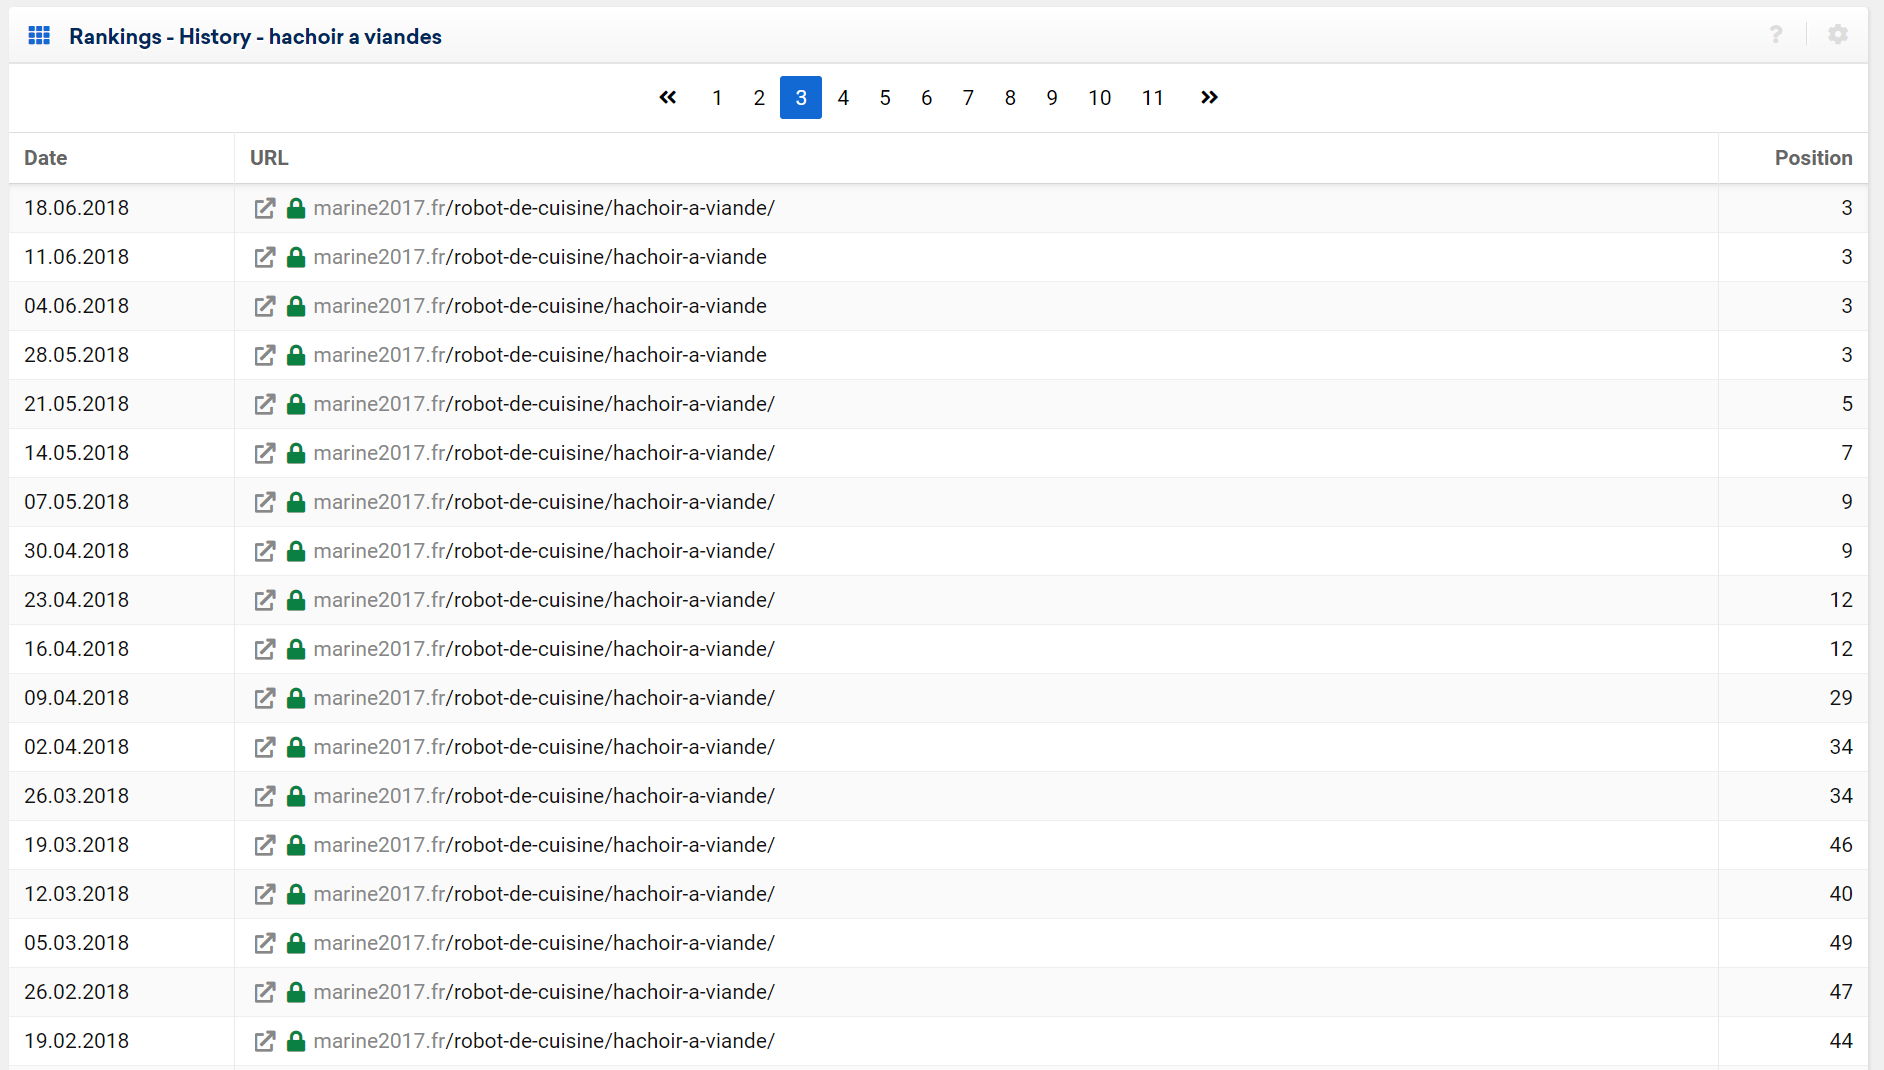 Rankings - History - hachoir a viandes ?
« 1 2 3 4 5 6 7 8 9 10 11 »
Date URL Position
18.06.2018 marine2017.fr/robot-de-cuisine/hachoir-a-viande/ 3
11.06.2018 marine2017.fr/robot-de-cuisine/hachoir-a-viande 3
04.06.2018 marine2017.fr/robot-de-cuisine/hachoir-a-viande 3
28.05.2018 marine2017.fr/robot-de-cuisine/hachoir-a-viande 3
21.05.2018 marine2017.fr/robot-de-cuisine/hachoir-a-viande/ 5
14.05.2018 marine2017.fr/robot-de-cuisine/hachoir-a-viande/ 7
07.05.2018 marine2017.fr/robot-de-cuisine/hachoir-a-viande/ 9
30.04.2018 marine2017.fr/robot-de-cuisine/hachoir-a-viande/ 9
23.04.2018 marine2017.fr/robot-de-cuisine/hachoir-a-viande/ 12
16.04.2018 marine2017.fr/robot-de-cuisine/hachoir-a-viande/ 12
09.04.2018 marine2017.fr/robot-de-cuisine/hachoir-a-viande/ 29
02.04.2018 marine2017.fr/robot-de-cuisine/hachoir-a-viande/ 34
26.03.2018 marine2017.fr/robot-de-cuisine/hachoir-a-viande/ 34
19.03.2018 marine2017.fr/robot-de-cuisine/hachoir-a-viande/ 46
12.03.2018 marine2017.fr/robot-de-cuisine/hachoir-a-viande/ 40
05.03.2018 marine2017.fr/robot-de-cuisine/hachoir-a-viande/ 49
26.02.2018 marine2017.fr/robot-de-cuisine/hachoir-a-viande/ 47
19.02.2018 marine2017.fr/robot-de-cuisine/hachoir-a-viande/ 44